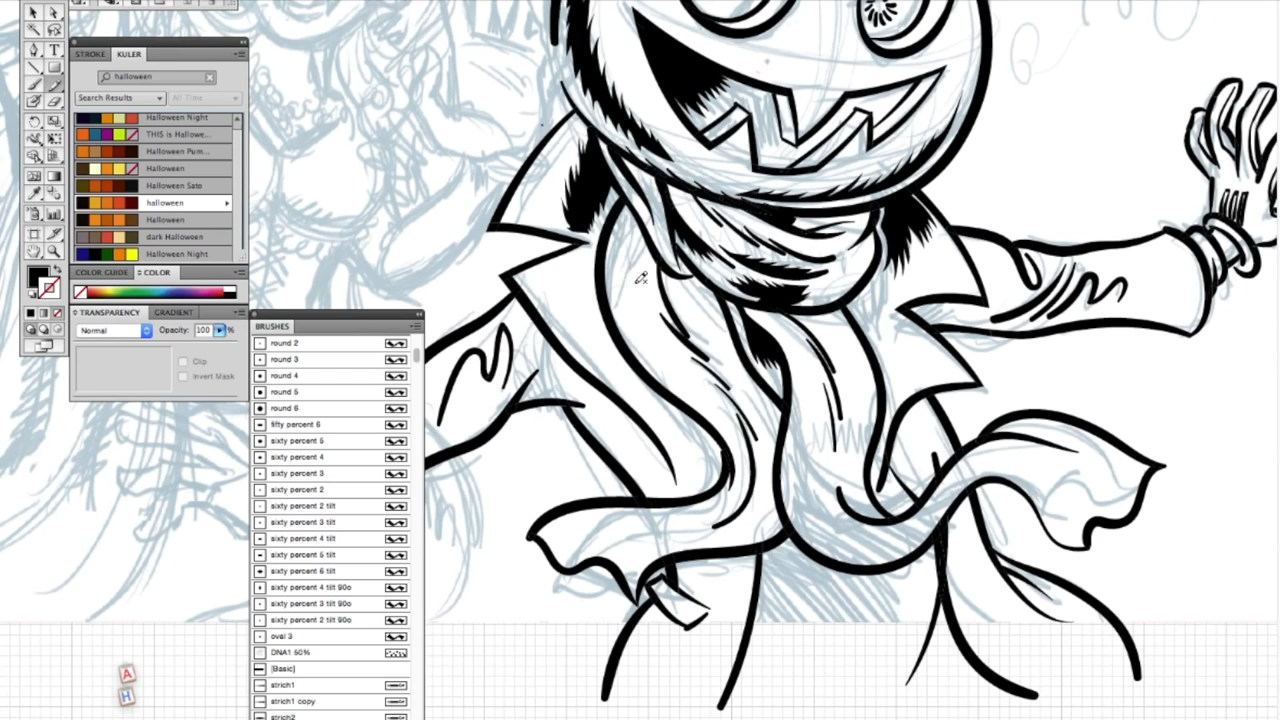 STROKE KULER
halloween
Search Results All Time
Halloween Night
THIS is Hallowe...
Halloween Pum...
Halloween
Halloween Sato
halloween
Halloween
dark Halloween
Halloween Night
COLOR GUIDE COLOR
TRANSPARENCY GRADIENT
Normal Opacity: 100 %
Clip
Invert Mask
BRUSHES
round 2
round 3
round 4
round 5
round 6
fifty percent 6
sixty percent 5
sixty percent 4
sixty percent 3
sixty percent 2
sixty percent 2 tilt
sixty percent 3 tilt
sixty percent 4 tilt
sixty percent 5 tilt
sixty percent 6 tilt
sixty percent 4 tilt 90o
sixty percent 3 tilt 90o
sixty percent 2 tilt 90o
oval 3
DNA1 50%
[Basic]
strich1
strich1 copy
strich2
A
H